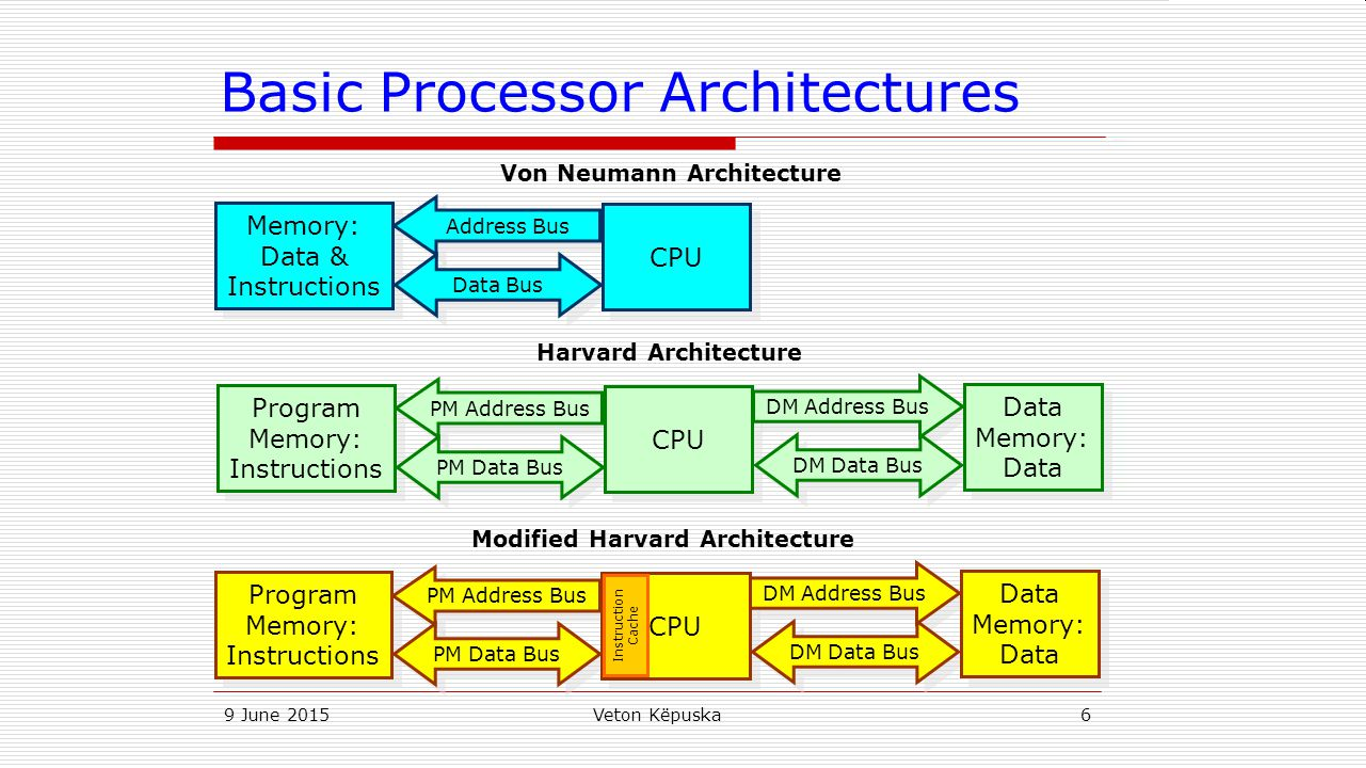 Basic Processor Architectures
Von Neumann Architecture
Memory:
Data &
Instructions
Address Bus
Data Bus
CPU
Harvard Architecture
Program
Memory:
Instructions
PM Address Bus
PM Data Bus
CPU
DM Address Bus
DM Data Bus
Data
Memory:
Data
Modified Harvard Architecture
Program
Memory:
Instructions
PM Address Bus
PM Data Bus
Instruction
Cache
CPU
DM Address Bus
DM Data Bus
Data
Memory:
Data
9 June 2015
Veton Këpuska
6